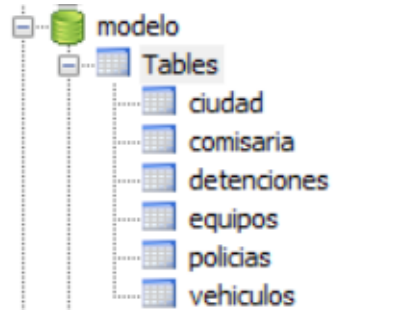 modelo
Tables
ciudad
comisaria
detenciones
equipos
policias
vehiculos